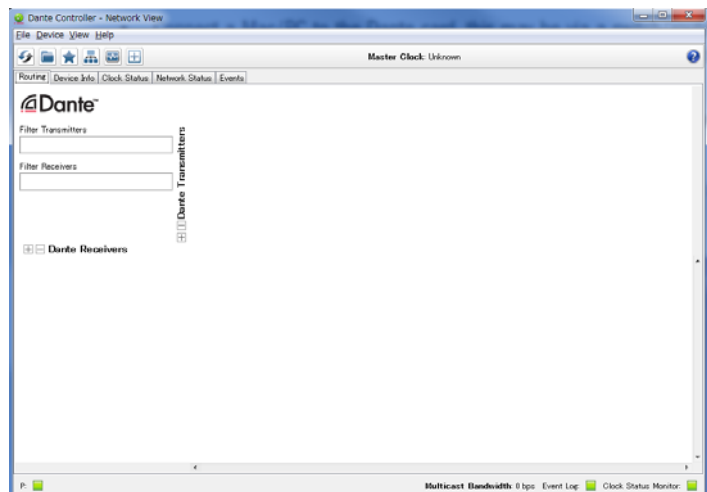 Dante Controller - Network View
File Device View Help
Master Clock: Unknown
Routing Device Info Clock Status Network Status Events
Dante™
Filter Transmitters
Filter Receivers
Dante Transmitters
Dante Receivers
P:
Multicast Bandwidth 0 bps Event Log: Clock Status Monitor: